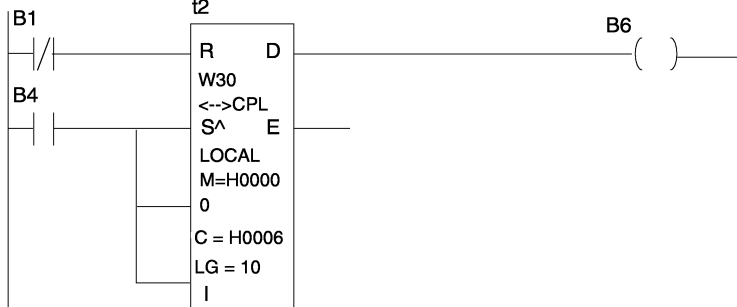 t2
B1
B6
R D
W30
<-->CPL
B4
S^ E
LOCAL
M=H0000
0
C = H0006
LG = 10
I